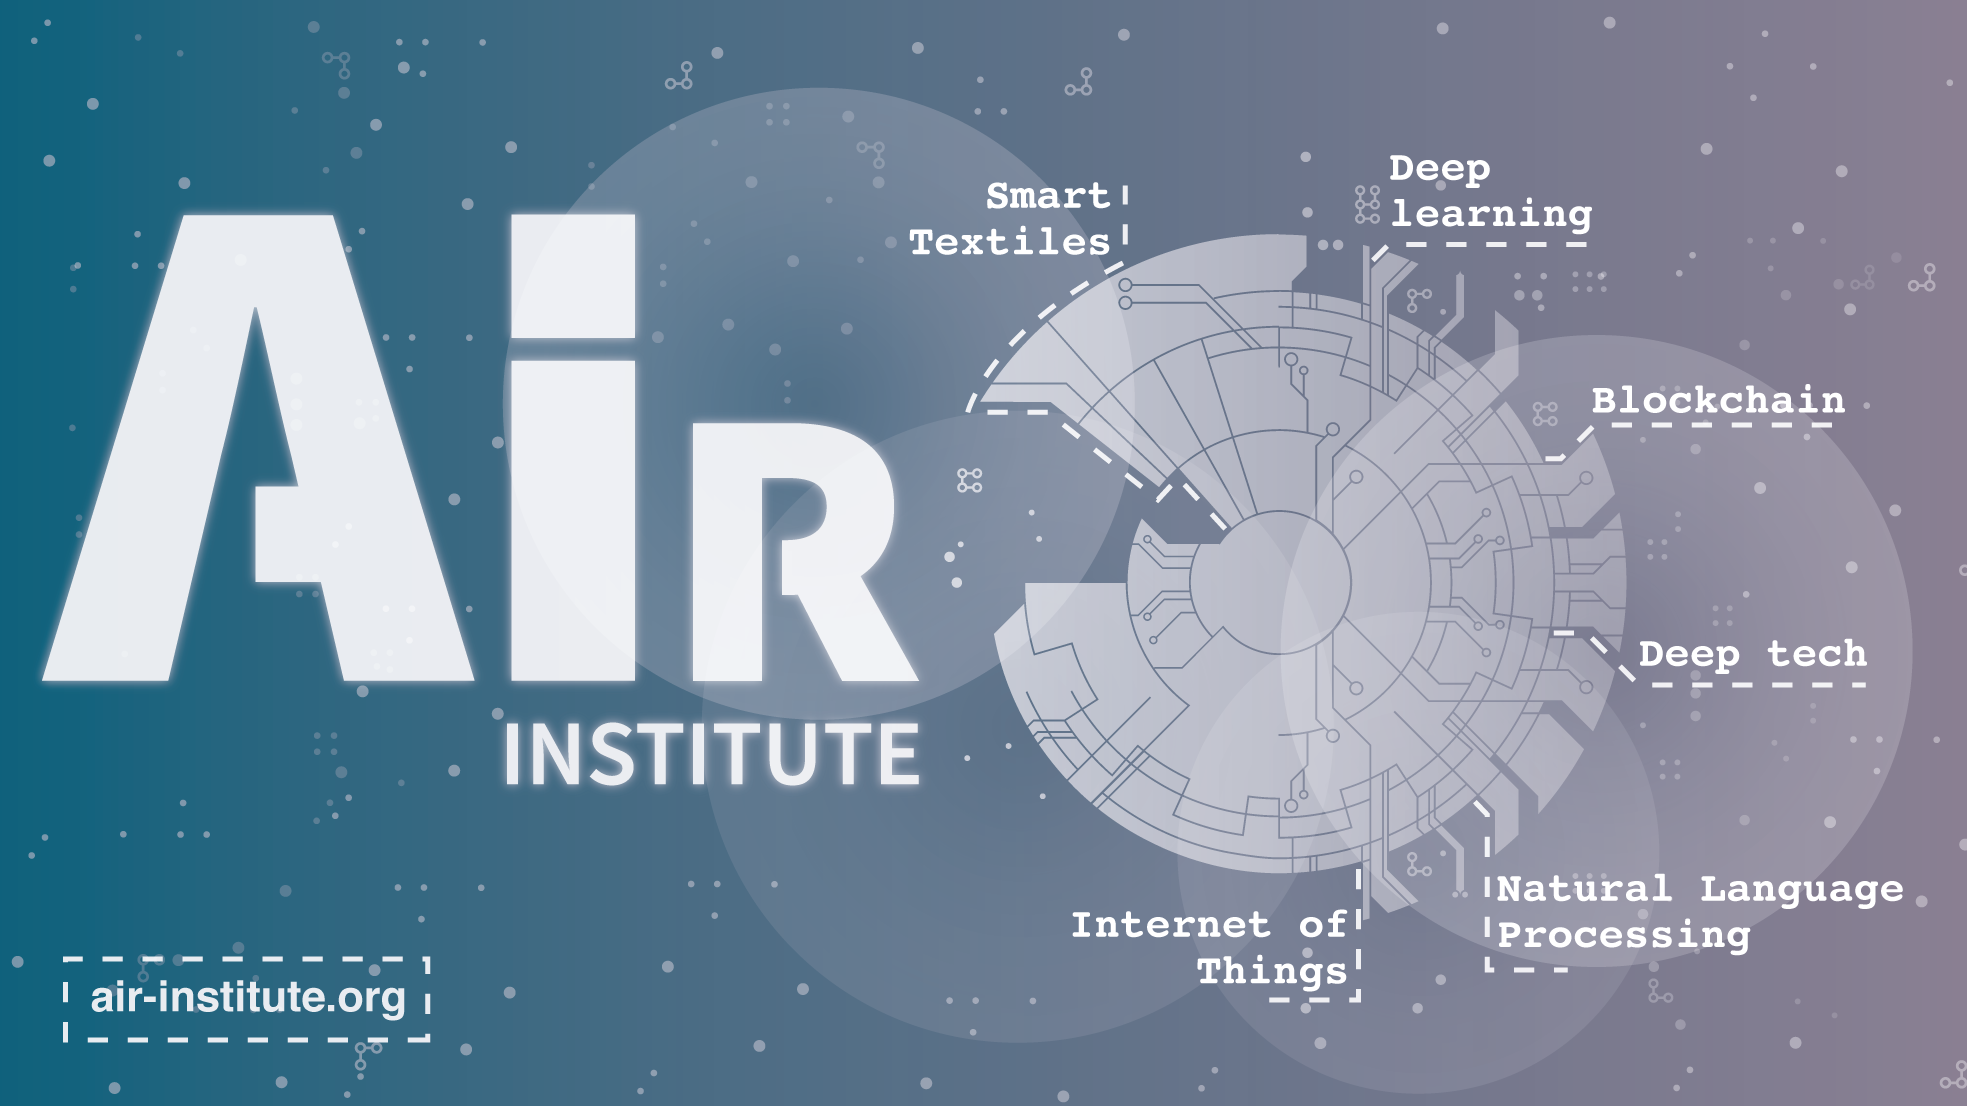 Air
INSTITUTE
Smart
Textiles
Deep
learning
Blockchain
Deep tech
Natural Language
Processing
Internet of
Things
air-institute.org